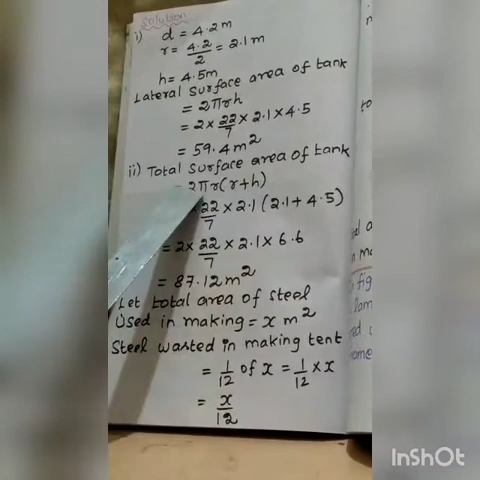 Solution
i) d = 4.2 m
r = 4.2/2 = 2.1 m
h = 4.5m
Lateral Surface area of tank
= 2πrh
= 2 × 22/7 × 2.1 × 4.5
= 59.4 m²
ii) Total Surface area of tank
= 2πr(r+h)
22/7 × 2.1 (2.1 + 4.5)
= 2 × 22/7 × 2.1 × 6.6
= 87.12 m²
Let total area of steel
Used in making = x m²
Steel wasted in making tent
= 1/12 of x = 1/12 × x
= x/12
InShOt